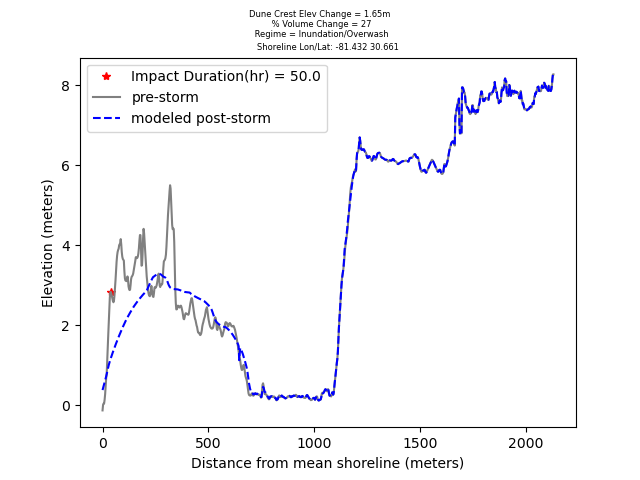 Dune Crest Elev Change = 1.65m
% Volume Change = 27
Regime = Inundation/Overwash
Shoreline Lon/Lat: -81.432 30.661
Impact Duration(hr) = 50.0
pre-storm
modeled post-storm
Elevation (meters)
8
6
4
2
0
0 500 1000 1500 2000
Distance from mean shoreline (meters)